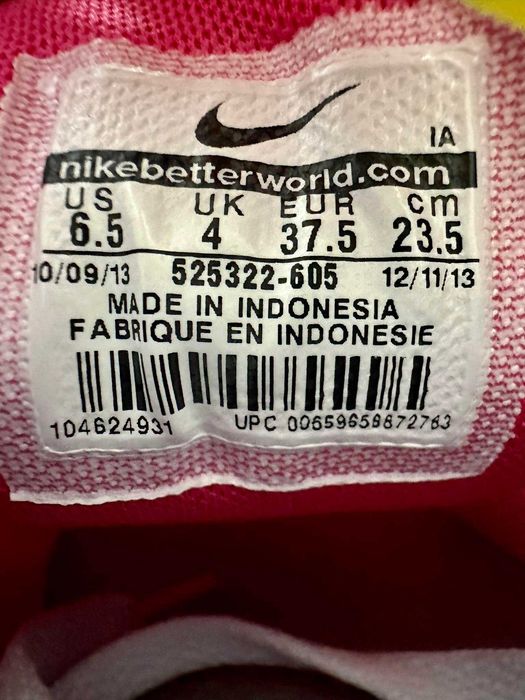 IA
nikebetterworld.com
US UK EUR cm
6.5 4 37.5 23.5
10/09/13 525322-605 12/11/13
MADE IN INDONESIA
FABRIQUE EN INDONESIE
104624931 UPC 00659658872763